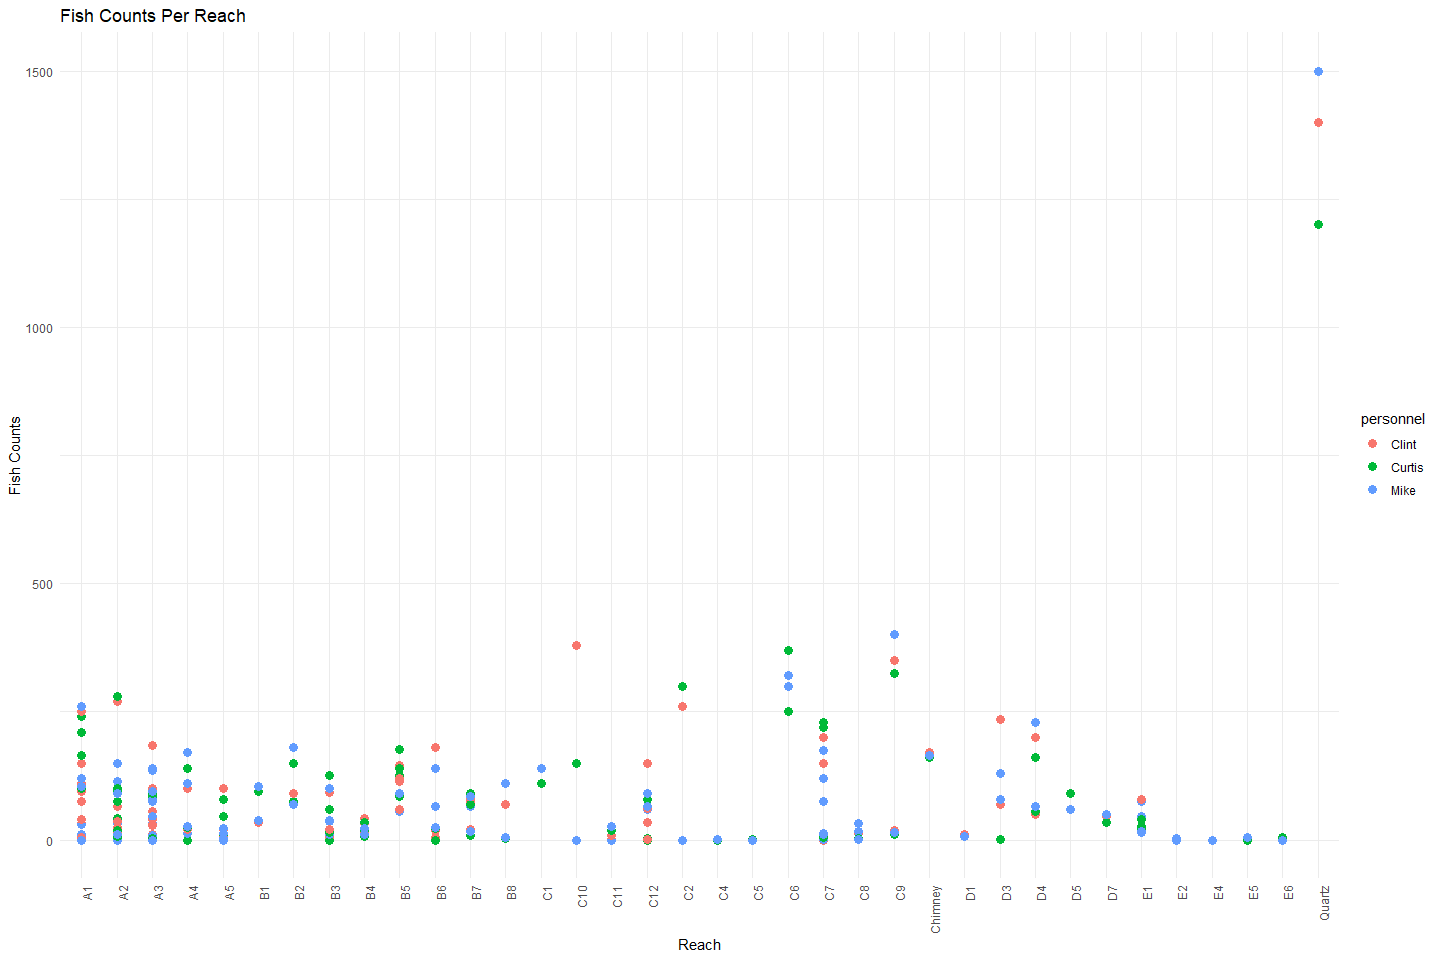 Fish Counts Per Reach
1500
1000
500
0
Fish Counts
A1
A2
A3
A4
A5
B1
B2
B3
B4
B5
B6
B7
B8
C1
C10
C11
C12
C2
C4
C5
C6
C7
C8
C9
Chimney
D1
D3
D4
D5
D7
E1
E2
E4
E5
E6
Quartz
Reach
personnel
Clint
Curtis
Mike